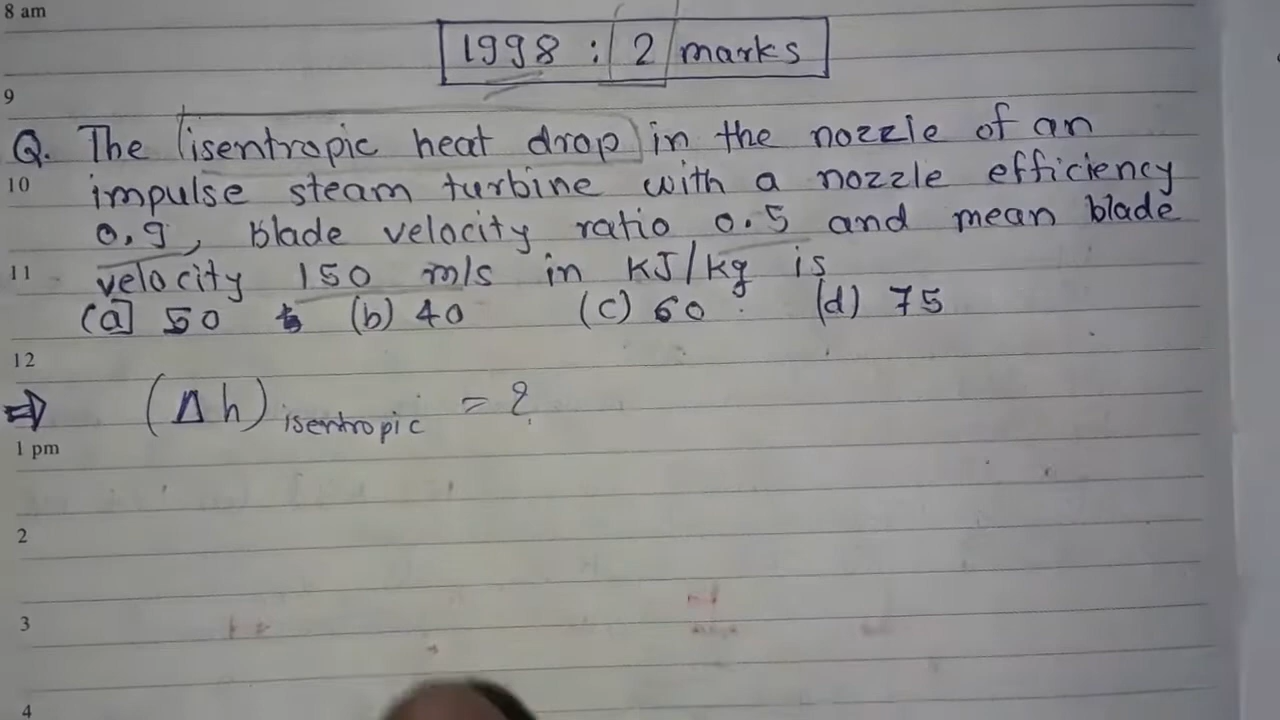 8 am
1998 : 2 marks
9
Q. The isentropic heat drop in the nozzle of an
10
impulse steam turbine with a nozzle efficiency
0.9, blade velocity ratio 0.5 and mean blade
11
velocity 150 m/s in KJ/kg is
(a) 50 (b) 40 (c) 60 (d) 75
12
⇒ (Δh) isentropic = ?
1 pm
2
3
4